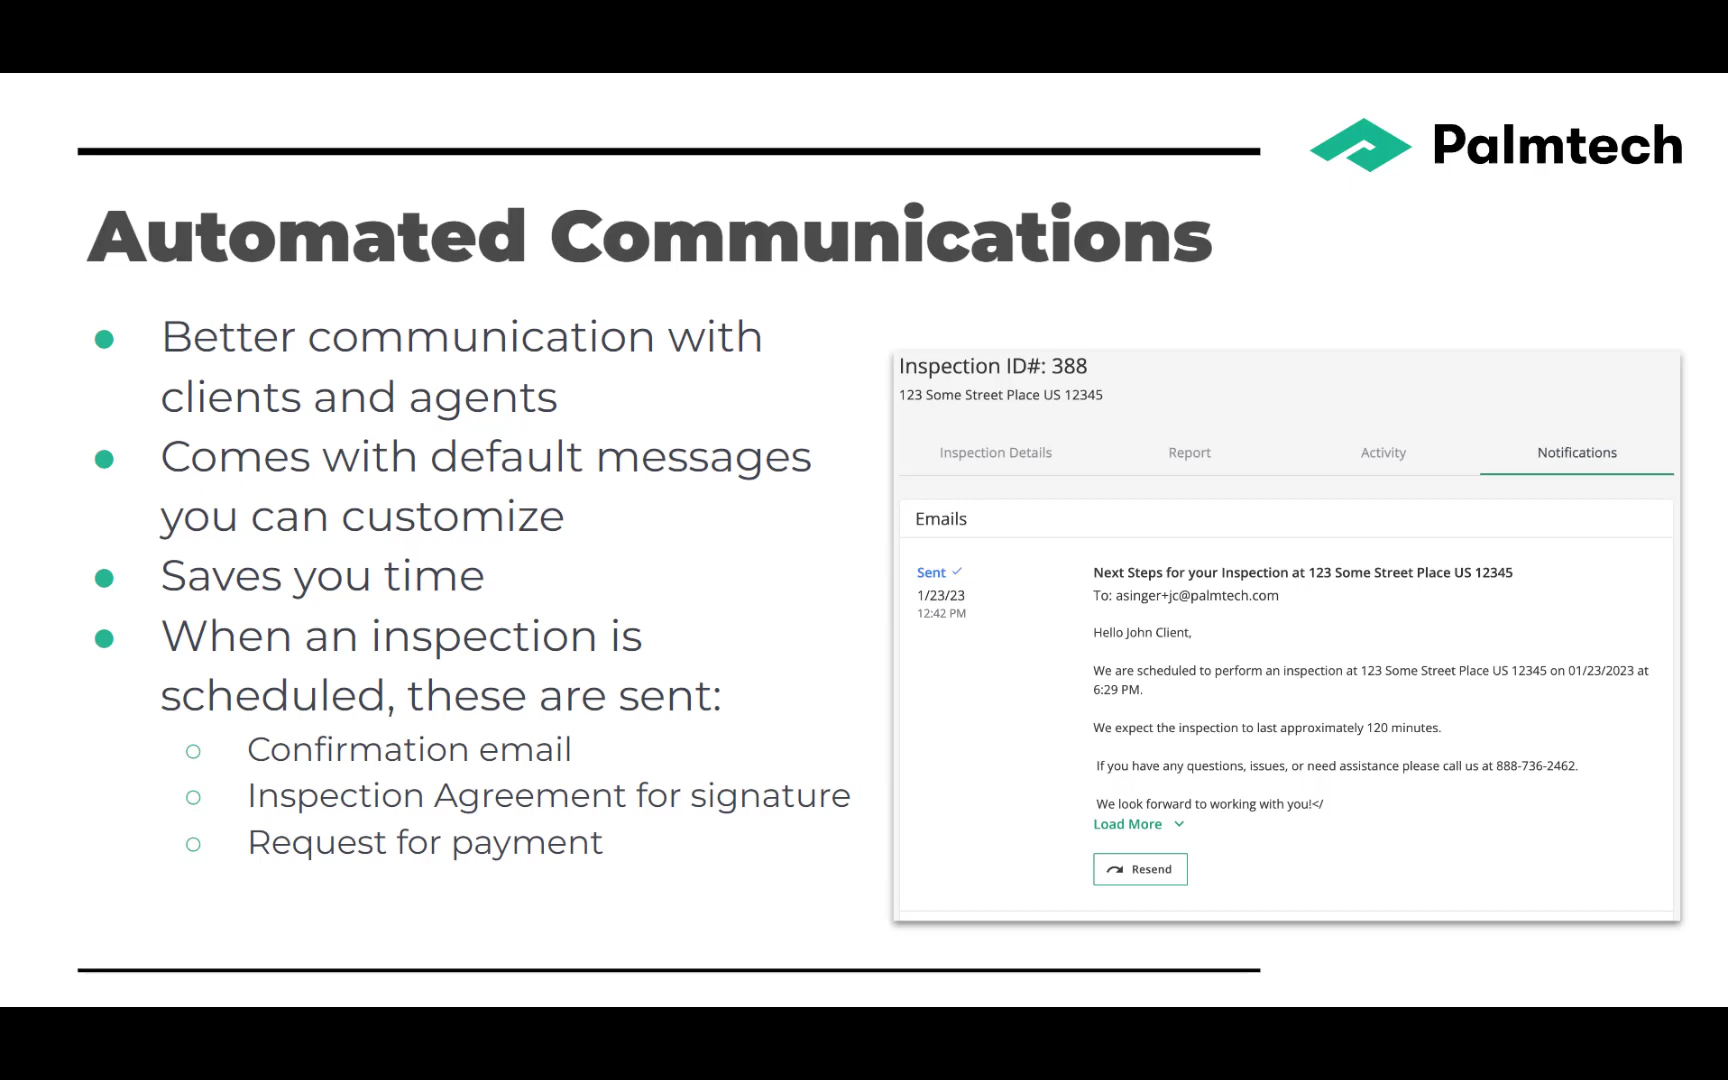 Palmtech
Automated Communications
● Better communication with
clients and agents
● Comes with default messages
you can customize
● Saves you time
● When an inspection is
scheduled, these are sent:
○ Confirmation email
○ Inspection Agreement for signature
○ Request for payment
Inspection ID#: 388
123 Some Street Place US 12345
Inspection Details Report Activity Notifications
Emails
Sent ✓
1/23/23
12:42 PM
Next Steps for your Inspection at 123 Some Street Place US 12345
To: asinger+jc@palmtech.com
Hello John Client,
We are scheduled to perform an inspection at 123 Some Street Place US 12345 on 01/23/2023 at
6:29 PM.
We expect the inspection to last approximately 120 minutes.
If you have any questions, issues, or need assistance please call us at 888-736-2462.
We look forward to working with you!</
Load More
Resend